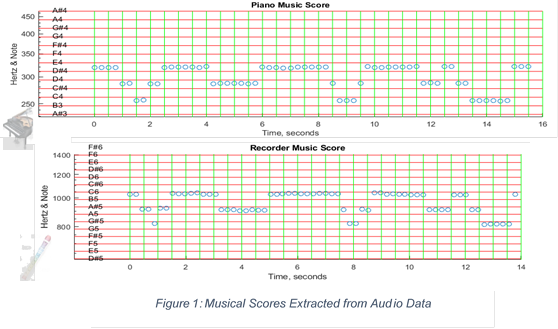 Piano Music Score
A#4
450
A4
G#4
400
G4
F#4
350
F4
E4
300
D#4
D4
C#4
C4
250
B3
A#3
Hertz & Note
0 2 4 6 8 10 12 14 16
Time, seconds
Recorder Music Score
F#6
1400
F6
E6
1200
D#6
D6
C#6
C6
1000
B5
A#5
A5
G#5
800
G5
F#5
F5
E5
D#5
Hertz & Note
0 2 4 6 8 10 12 14
Time, seconds
Figure 1: Musical Scores Extracted from Audio Data